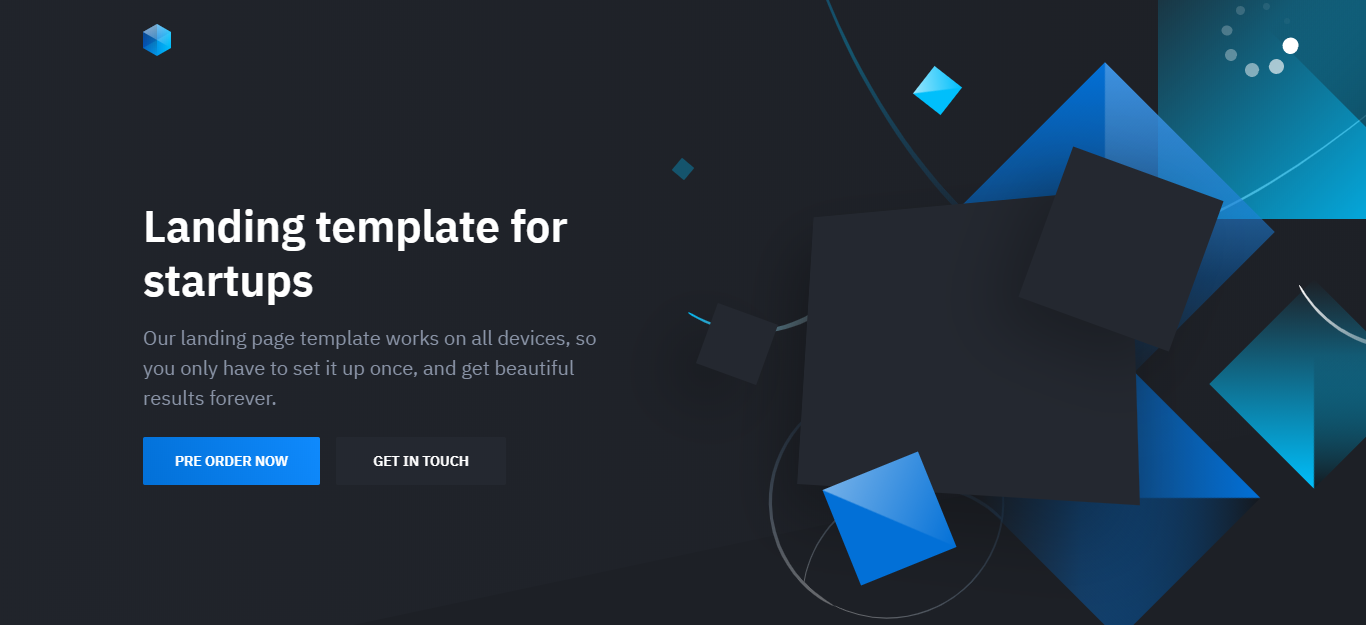 Landing template for
startups
Our landing page template works on all devices, so
you only have to set it up once, and get beautiful
results forever.
PRE ORDER NOW
GET IN TOUCH